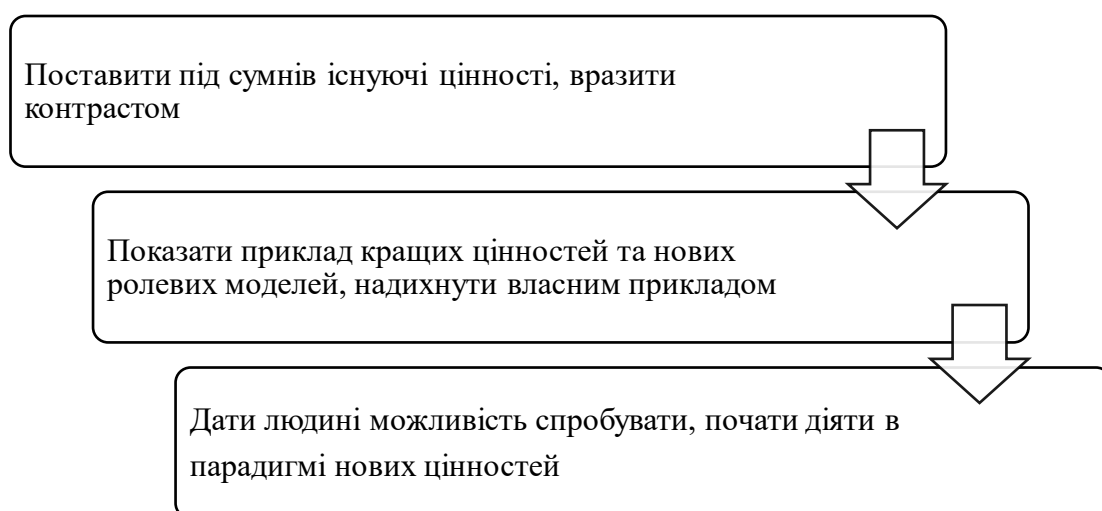 Поставити під сумнів існуючі цінності, вразити
контрастом
Показати приклад кращих цінностей та нових
ролевих моделей, надихнути власним прикладом
Дати людині можливість спробувати, почати діяти в
парадигмі нових цінностей